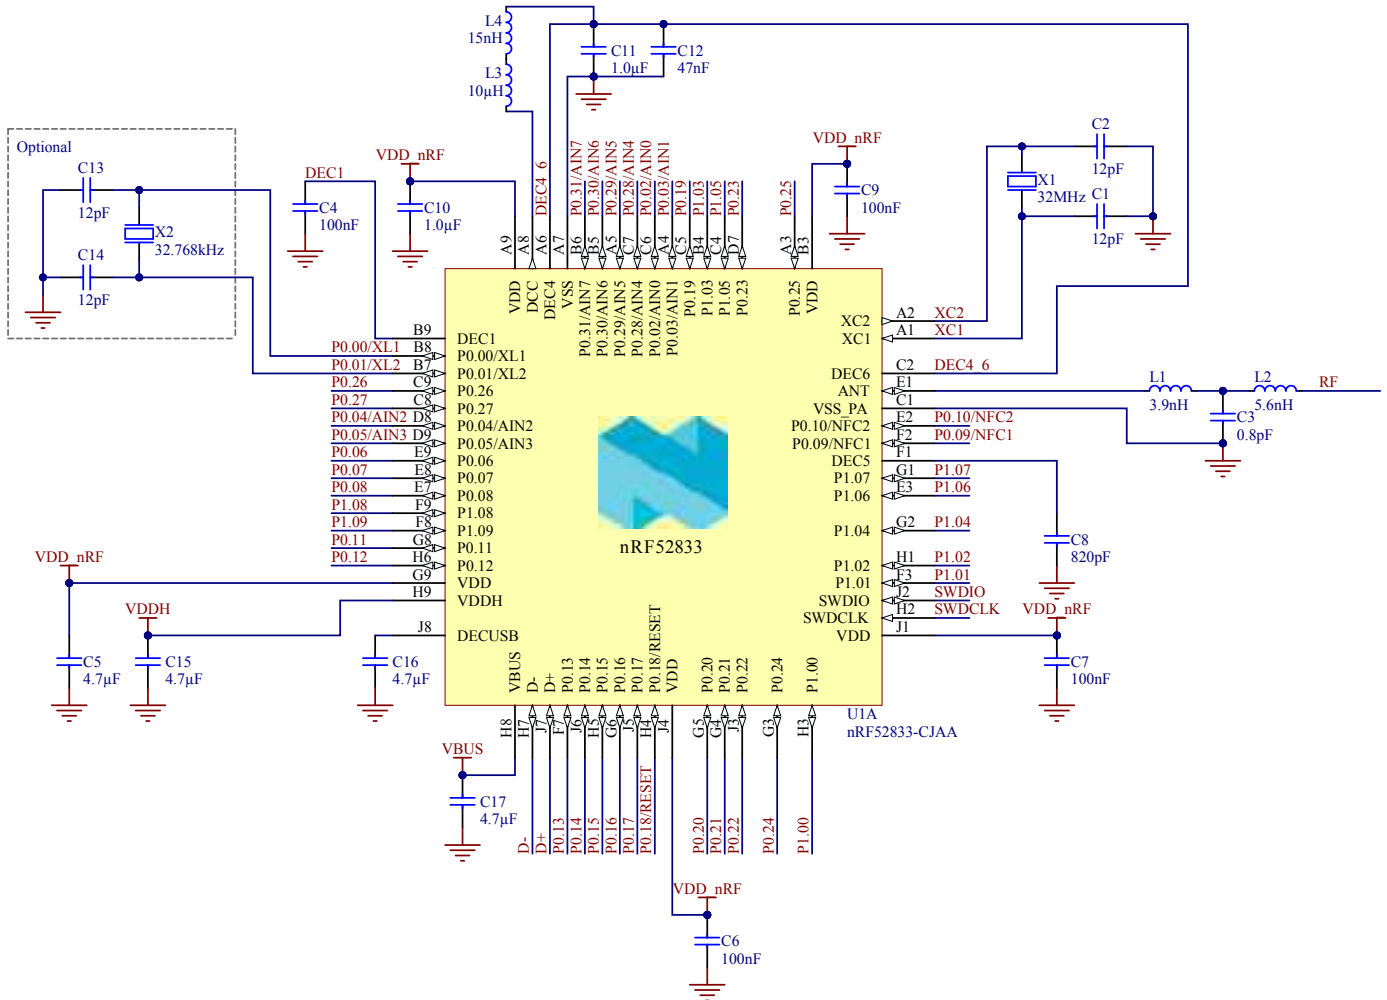 L4
15nH
L3
10µH
C11
1.0µF
C12
47nF
Optional
C13
12pF
X2
32.768kHz
C14
12pF
DEC1
C4
100nF
VDD_nRF
C10
1.0µF
DEC4_6
P0.31/AIN7
P0.30/AIN6
P0.29/AIN5
P0.28/AIN4
P0.02/AIN0
P0.03/AIN1
P0.19
P1.03
P1.05
P0.23
P0.25
VDD_nRF
C9
100nF
C2
12pF
X1
32MHz
C1
12pF
A9
A8
A6
A7
B6
B5
A5
C7
C6
A4
C5
B4
C4
D7
A3
B3
VDD
DCC
DEC4
VSS
P0.31/AIN7
P0.30/AIN6
P0.29/AIN5
P0.28/AIN4
P0.02/AIN0
P0.03/AIN1
P0.19
P1.03
P1.05
P0.23
P0.25
VDD
B9 DEC1
P0.00/XL1 B8 P0.00/XL1
P0.01/XL2 B7 P0.01/XL2
P0.26 C9 P0.26
P0.27 C8 P0.27
P0.04/AIN2 D8 P0.04/AIN2
P0.05/AIN3 D9 P0.05/AIN3
P0.06 E9 P0.06
P0.07 E8 P0.07
P0.08 E7 P0.08
P1.08 F9 P1.08
P1.09 F8 P1.09
P0.11 G8 P0.11
P0.12 H6 P0.12
G9 VDD
H9 VDDH
J8 DECUSB
XC2 A2 XC2
XC1 A1 XC1
DEC6 C2 DEC4_6
ANT E1
VSS_PA C1
P0.10/NFC2 E2 P0.10/NFC2
P0.09/NFC1 F2 P0.09/NFC1
DEC5 F1
P1.07 G1 P1.07
P1.06 E3 P1.06
P1.04 G2 P1.04
P1.02 H1 P1.02
P1.01 F3 P1.01
SWDIO J2 SWDIO
SWDCLK H2 SWDCLK
VDD J1
nRF52833
L1
3.9nH
L2
5.6nH
RF
C3
0.8pF
C8
820pF
VDD_nRF
C7
100nF
VDD_nRF
C5
4.7µF
VDDH
C15
4.7µF
C16
4.7µF
VBUS
D-
D+
P0.13
P0.14
P0.15
P0.16
P0.17
P0.18/RESET
VDD
P0.20
P0.21
P0.22
P0.24
P1.00
U1A
nRF52833-CJAA
H8
H7
J7
F7
J6
H5
G6
J5
H4
J4
G5
G4
J3
G3
H3
VBUS
C17
4.7µF
D-
D+
P0.13
P0.14
P0.15
P0.16
P0.17
P0.18/RESET
P0.20
P0.21
P0.22
P0.24
P1.00
VDD_nRF
C6
100nF